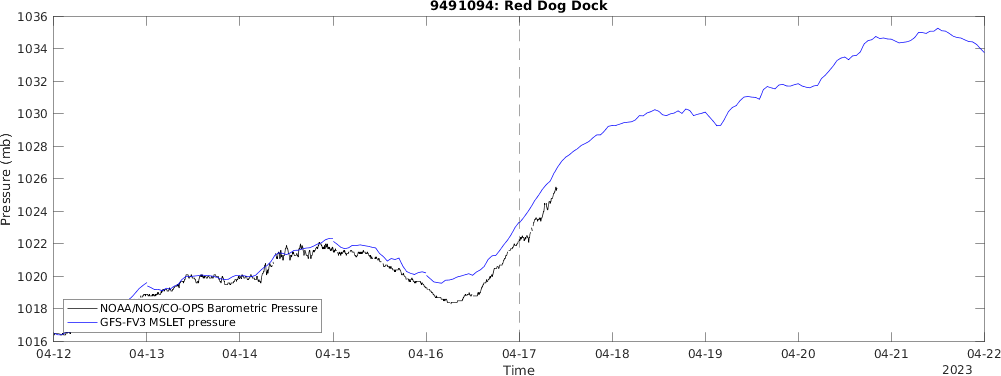 9491094: Red Dog Dock
Pressure (mb)
1036
1034
1032
1030
1028
1026
1024
1022
1020
1018
1016
NOAA/NOS/CO-OPS Barometric Pressure
GFS-FV3 MSLET pressure
04-12 04-13 04-14 04-15 04-16 04-17 04-18 04-19 04-20 04-21 04-22
Time
2023